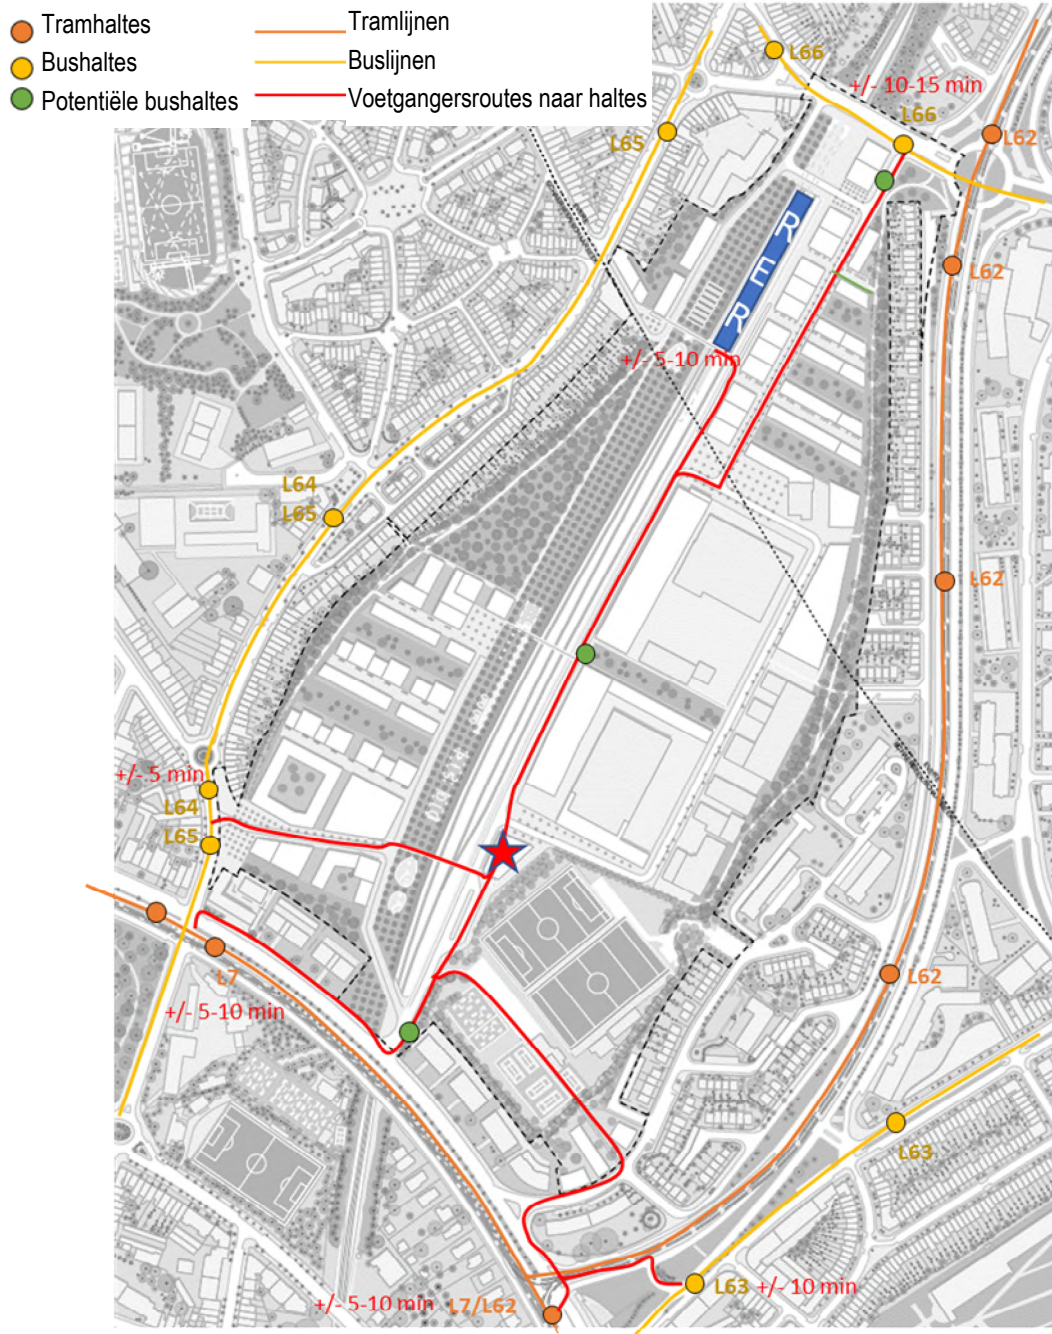 Tramhaltes
Tramlijnen
Bushaltes
Buslijnen
Potentiële bushaltes
Voetgangersroutes naar haltes
L66
+/- 10-15 min
L66
L65
L62
RER
L62
+/- 5-10 min
L64
L65
L62
+/- 5 min
L64
L65
L7
L62
+/- 5-10 min
L63
+/- 5-10 min
L7/L62
L63
+/- 10 min